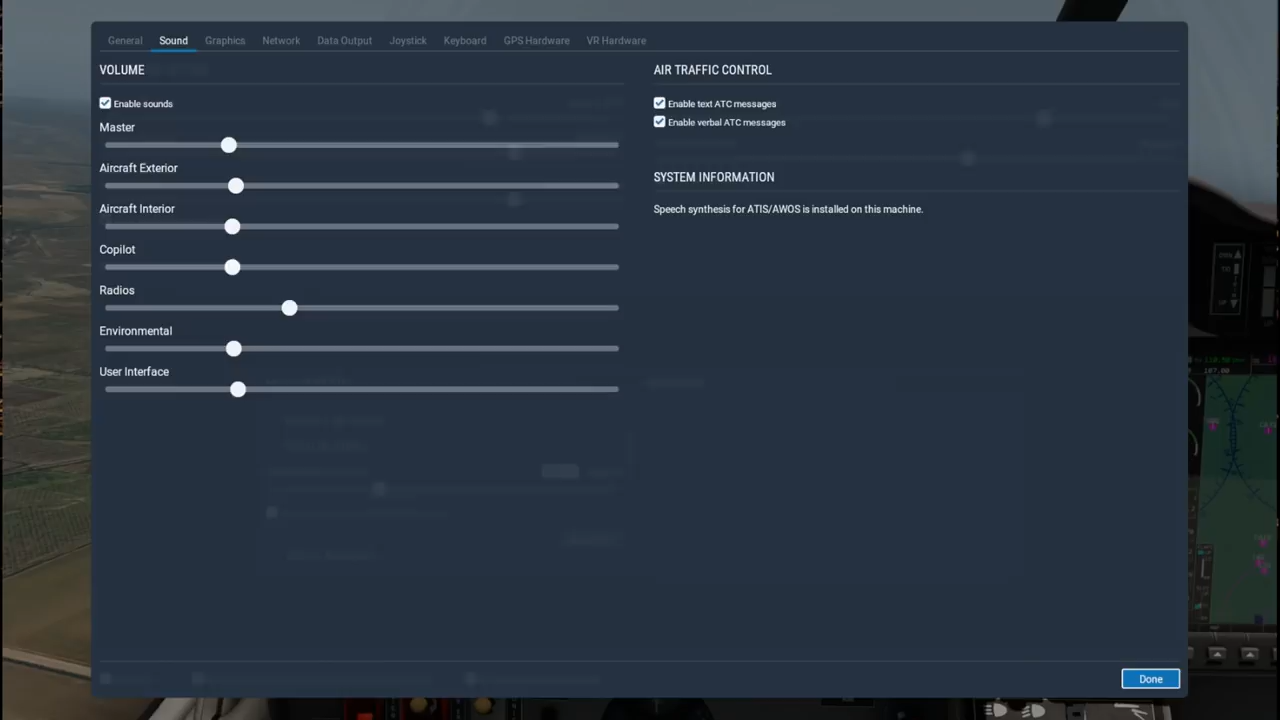 General Sound Graphics Network Data Output Joystick Keyboard GPS Hardware VR Hardware
VOLUME
Enable sounds
Master
Aircraft Exterior
Aircraft Interior
Copilot
Radios
Environmental
User Interface
AIR TRAFFIC CONTROL
Enable text ATC messages
Enable verbal ATC messages
SYSTEM INFORMATION
Speech synthesis for ATIS/AWOS is installed on this machine.
Done